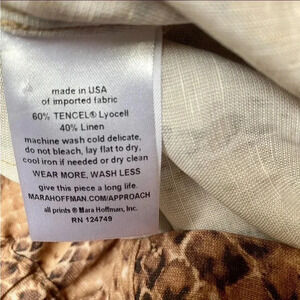 made in USA
of imported fabric
60% TENCEL® Lyocell
40% Linen
machine wash cold delicate,
do not bleach, lay flat to dry,
cool iron if needed or dry clean
WEAR MORE, WASH LESS
give this piece a long life.
MARAHOFFMAN.COM/APPROACH
all prints ® Mara Hoffman, Inc.
RN 124749